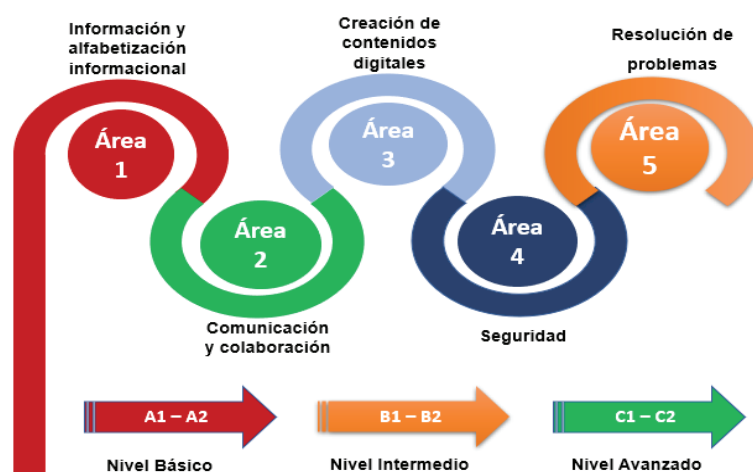 Información y
alfabetización
informacional
Área
1
Área
2
Comunicación
y colaboración
Creación de
contenidos
digitales
Área
3
Área
4
Seguridad
Resolución de
problemas
Área
5
A1 – A2
Nivel Básico
B1 – B2
Nivel Intermedio
C1 – C2
Nivel Avanzado